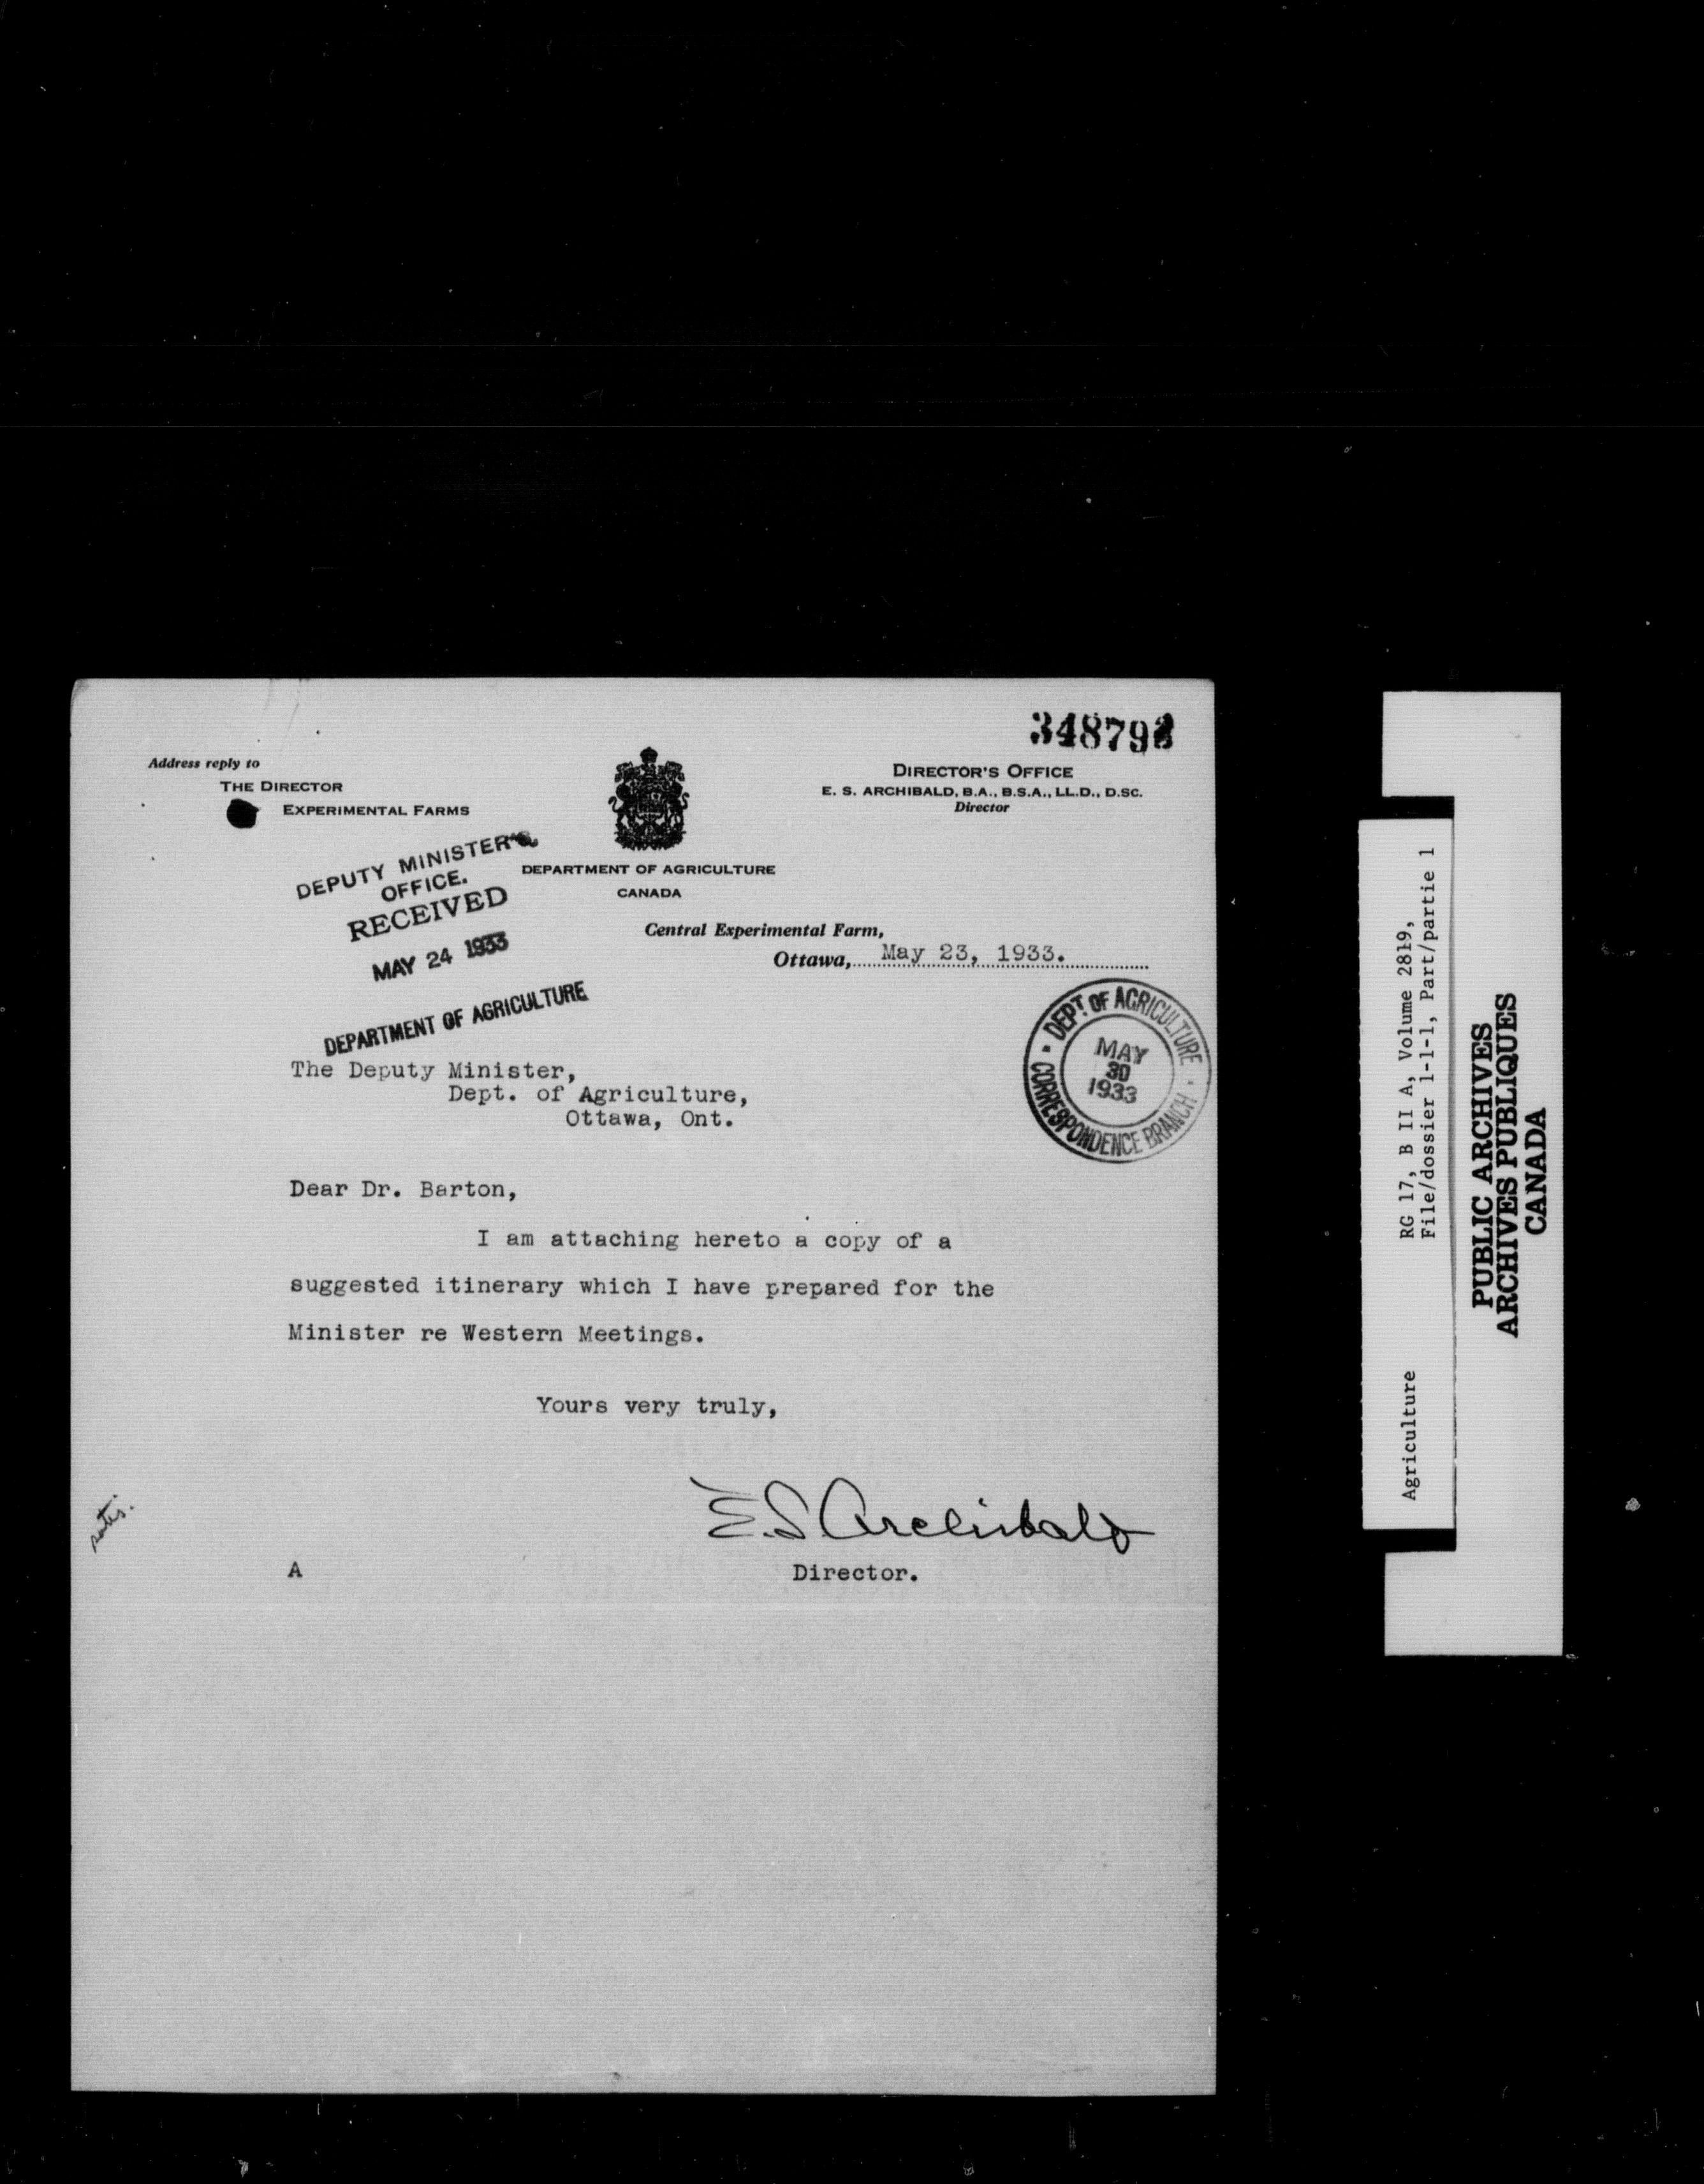 348792
Address reply to
THE DIRECTOR
EXPERIMENTAL FARMS
DIRECTOR'S OFFICE
E. S. ARCHIBALD, B.A., B.S.A., LL.D., D.SC.
Director
DEPUTY MINISTER'S
OFFICE.
RECEIVED
MAY 24 1933
DEPARTMENT OF AGRICULTURE
DEPARTMENT OF AGRICULTURE
CANADA
Central Experimental Farm,
Ottawa, May 23, 1933.
DEPT. OF AGRICULTURE
MAY
30
1933
CORRESPONDENCE BRANCH
The Deputy Minister,
Dept. of Agriculture,
Ottawa, Ont.
Dear Dr. Barton,
I am attaching hereto a copy of a
suggested itinerary which I have prepared for the
Minister re Western Meetings.
Yours very truly,
E.S. Archibald
A
Director.
Agriculture RG 17, B II A, Volume 2819,
File/dossier 1-1-1, Part/partie 1
PUBLIC ARCHIVES
ARCHIVES PUBLIQUES
CANADA